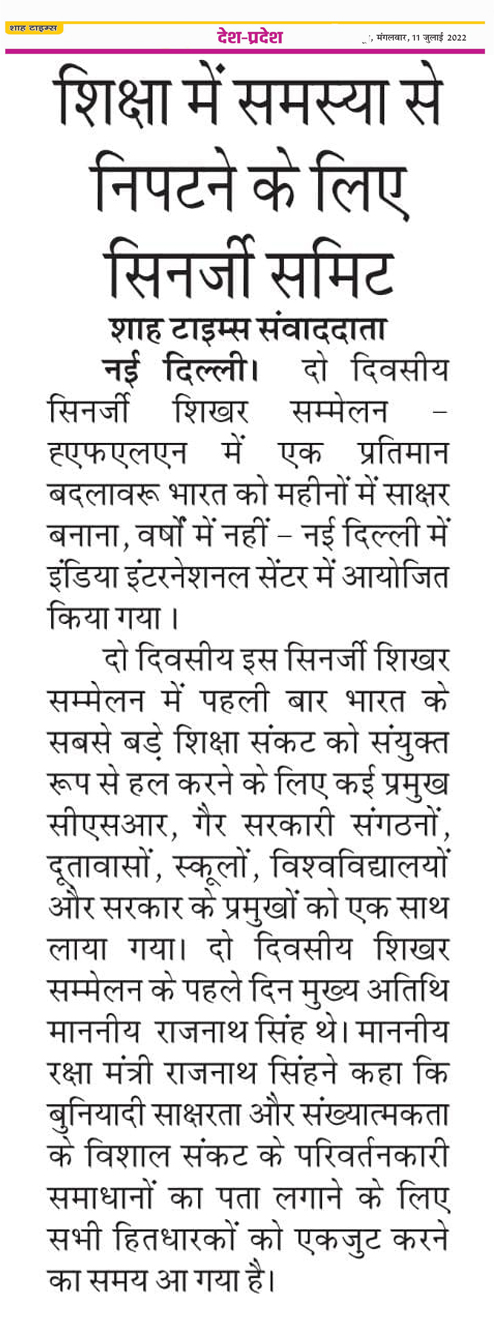 शाह टाइम्स
देश-प्रदेश
मंगलवार, 11 जुलाई 2022
शिक्षा में समस्या से
निपटने के लिए
सिनर्जी समिट
शाह टाइम्स संवाददाता
नई दिल्ली। दो दिवसीय
सिनर्जी शिखर सम्मेलन –
ह्एफएलएन में एक प्रतिमान
बदलावरू भारत को महीनों में साक्षर
बनाना, वर्षों में नहीं – नई दिल्ली में
इंडिया इंटरनेशनल सेंटर में आयोजित
किया गया ।
दो दिवसीय इस सिनर्जी शिखर
सम्मेलन में पहली बार भारत के
सबसे बड़े शिक्षा संकट को संयुक्त
रूप से हल करने के लिए कई प्रमुख
सीएसआर, गैर सरकारी संगठनों,
दूतावासों, स्कूलों, विश्वविद्यालयों
और सरकार के प्रमुखों को एक साथ
लाया गया। दो दिवसीय शिखर
सम्मेलन के पहले दिन मुख्य अतिथि
माननीय राजनाथ सिंह थे। माननीय
रक्षा मंत्री राजनाथ सिंहने कहा कि
बुनियादी साक्षरता और संख्यात्मकता
के विशाल संकट के परिवर्तनकारी
समाधानों का पता लगाने के लिए
सभी हितधारकों को एकजुट करने
का समय आ गया है।